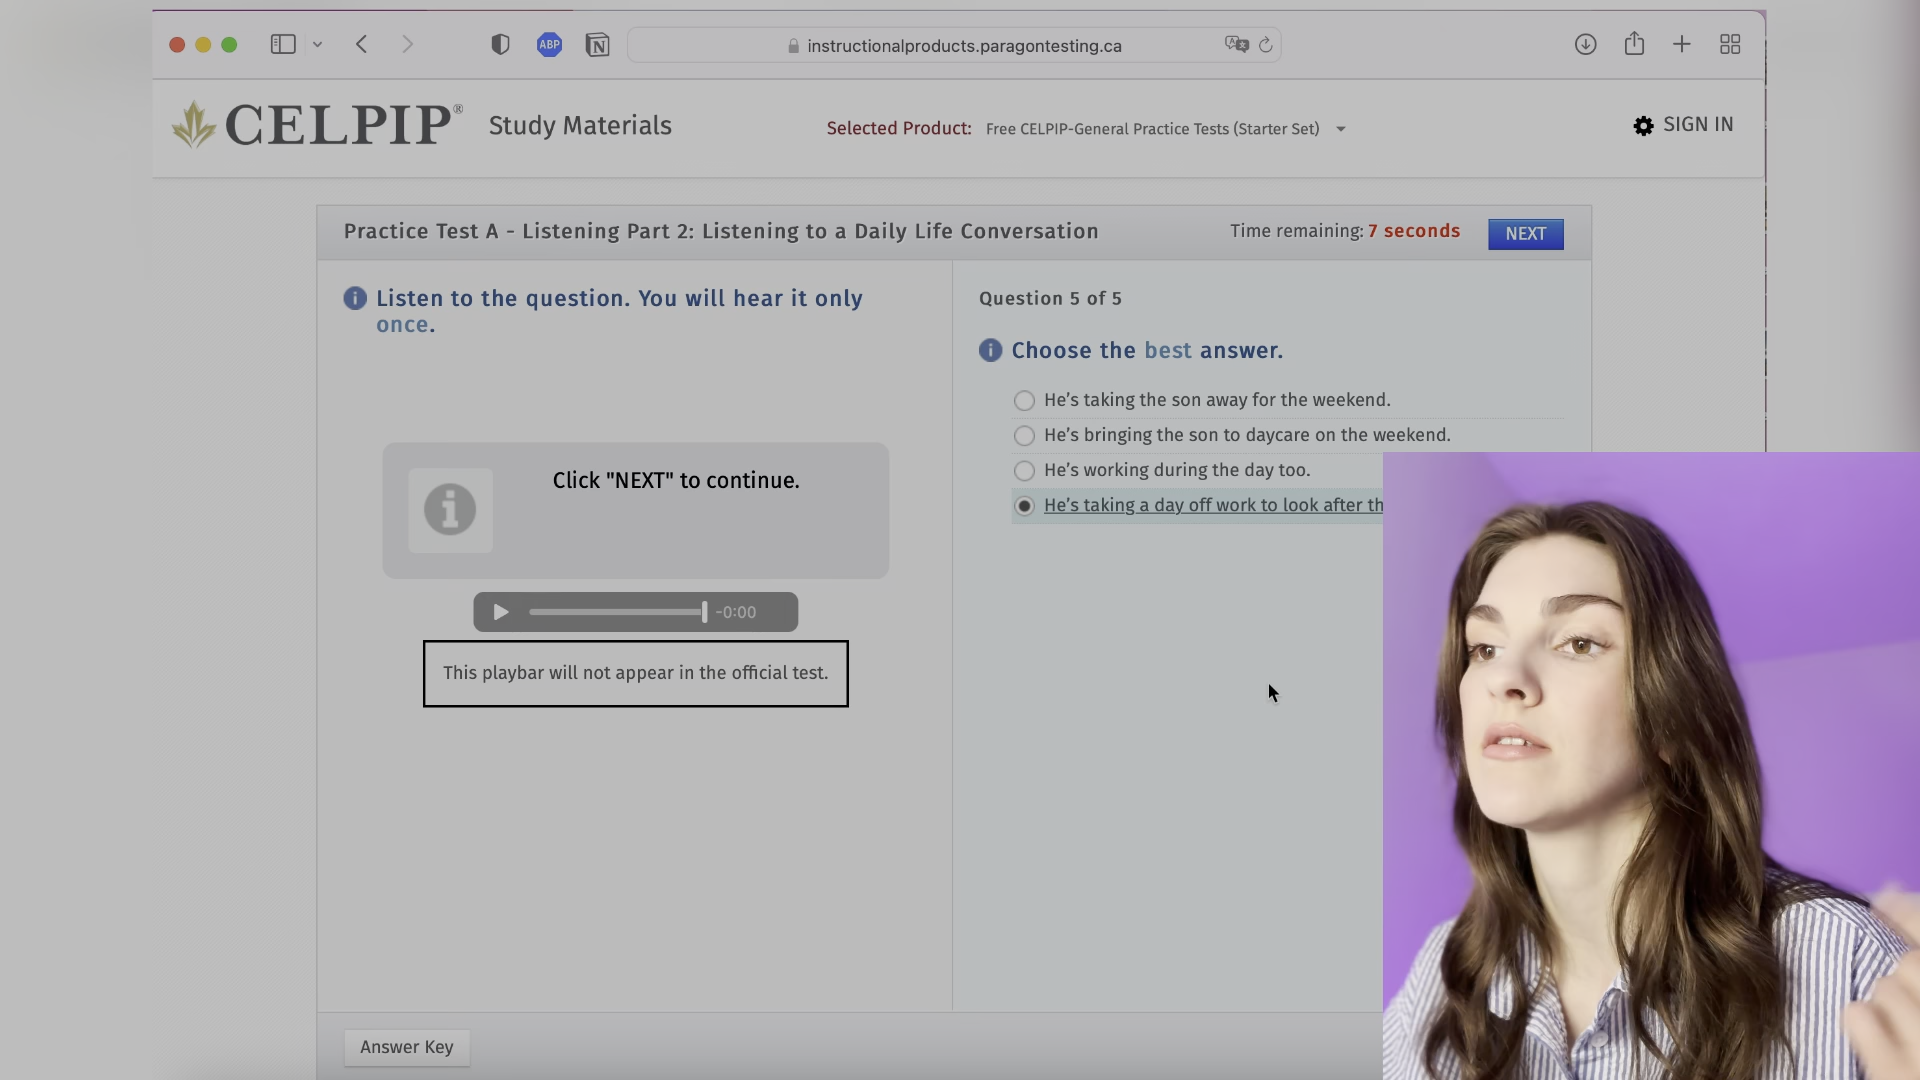 ABP
instructionalproducts.paragontesting.ca
CELPIP®
Study Materials
Selected Product: Free CELPIP-General Practice Tests (Starter Set)
SIGN IN
Practice Test A - Listening Part 2: Listening to a Daily Life Conversation
Time remaining: 7 seconds
NEXT
Listen to the question. You will hear it only
once.
Click "NEXT" to continue.
-0:00
This playbar will not appear in the official test.
Question 5 of 5
Choose the best answer.
He's taking the son away for the weekend.
He's bringing the son to daycare on the weekend.
He's working during the day too.
He's taking a day off work to look after th
Answer Key